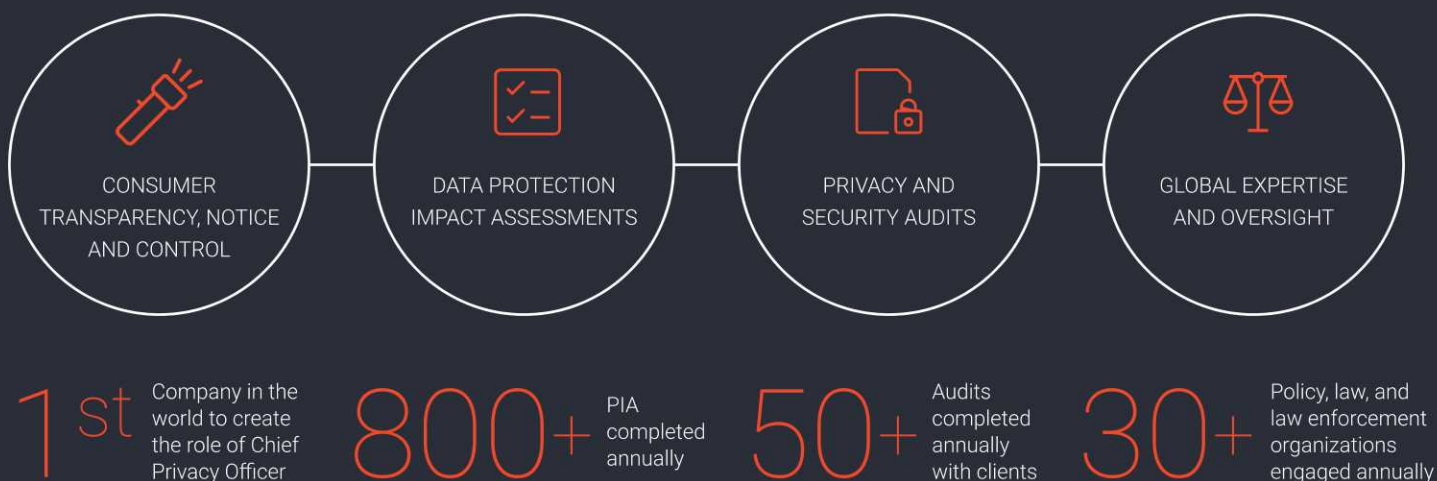 CONSUMER
TRANSPARENCY, NOTICE
AND CONTROL
DATA PROTECTION
IMPACT ASSESSMENTS
PRIVACY AND
SECURITY AUDITS
GLOBAL EXPERTISE
AND OVERSIGHT
1st
Company in the
world to create
the role of Chief
Privacy Officer
800+
PIA
completed
annually
50+
Audits
completed
annually
with clients
30+
Policy, law, and
law enforcement
organizations
engaged annually